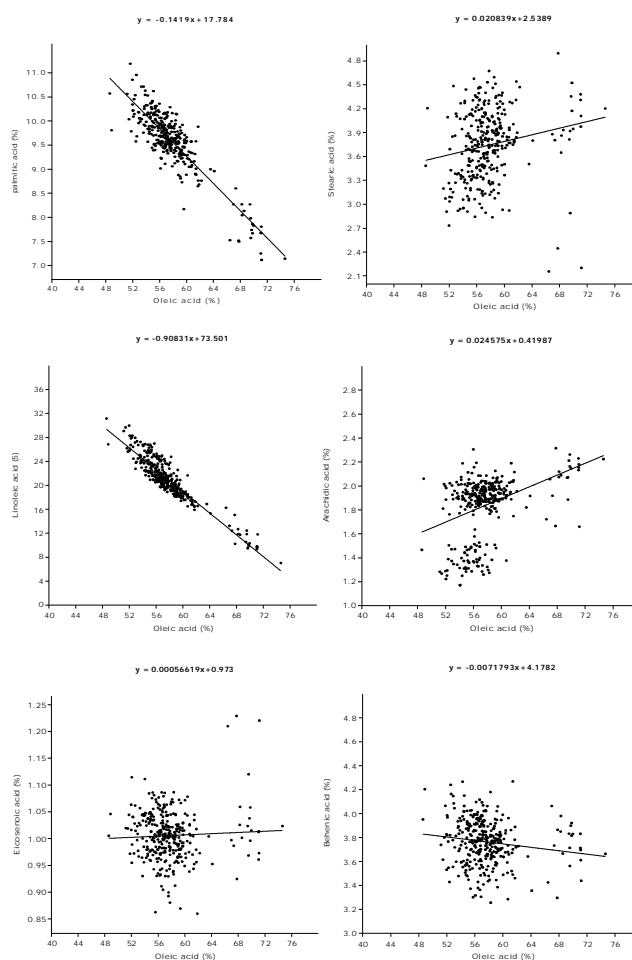 y = -0.1419x + 17.784
palmitic acid (%)
11.0
10.5
10.0
9.5
9.0
8.5
8.0
7.5
7.0
40 44 48 52 56 60 64 68 72 76
Oleic acid (%)
y = 0.020839x+2.5389
Stearic acid (%)
4.8
4.5
4.2
3.9
3.6
3.3
3.0
2.7
2.4
2.1
40 44 48 52 56 60 64 68 72 76
Oleic acid (%)
y = -0.90831x+73.501
Linoleic acid (5)
36
32
28
24
20
16
12
8
4
0
40 44 48 52 56 60 64 68 72 76
Oleic acid (%)
y = 0.024575x+0.41987
Arachidic acid (%)
2.8
2.6
2.4
2.2
2.0
1.8
1.6
1.4
1.2
1.0
40 44 48 52 56 60 64 68 72 76
Oleic acid (%)
y = 0.00056619x+0.973
Eicosenoic acid (%)
1.25
1.20
1.15
1.10
1.05
1.00
0.95
0.90
0.85
40 44 48 52 56 60 64 68 72 76
Oleic acid (%)
y = -0.0071793x+4.1782
Behenic acid (%)
4.8
4.6
4.4
4.2
4.0
3.8
3.6
3.4
3.2
3.0
40 44 48 52 56 60 64 68 72 76
Oleic acid (%)